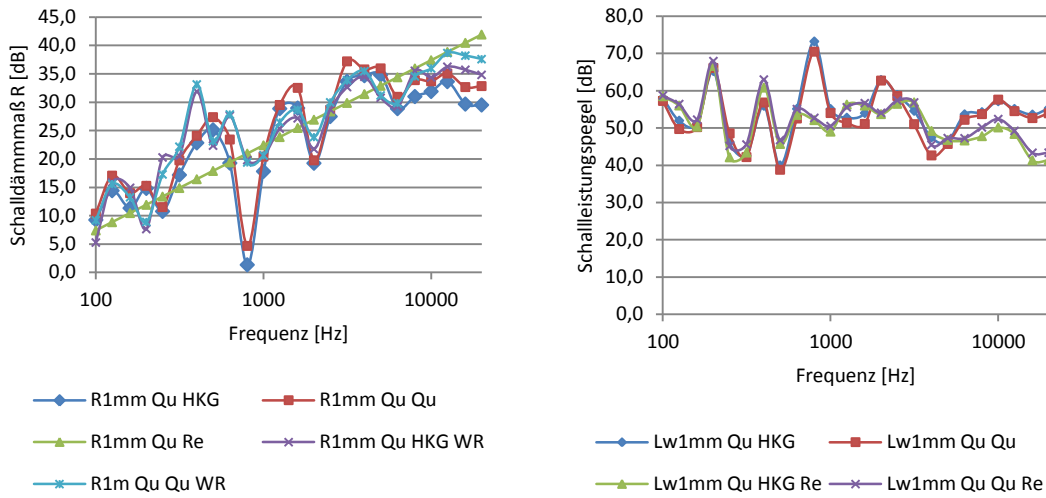 45,0
40,0
35,0
30,0
25,0
20,0
15,0
10,0
5,0
0,0
Schalldämmmaß R [dB]
100 1000 10000
Frequenz [Hz]
R1mm Qu HKG R1mm Qu Qu
R1mm Qu Re R1mm Qu HKG WR
R1m Qu Qu WR
80,0
70,0
60,0
50,0
40,0
30,0
20,0
10,0
0,0
Schallleistungspegel [dB]
100 1000 10000
Frequenz [Hz]
Lw1mm Qu HKG Lw1mm Qu Qu
Lw1mm Qu HKG Re Lw1mm Qu Qu Re